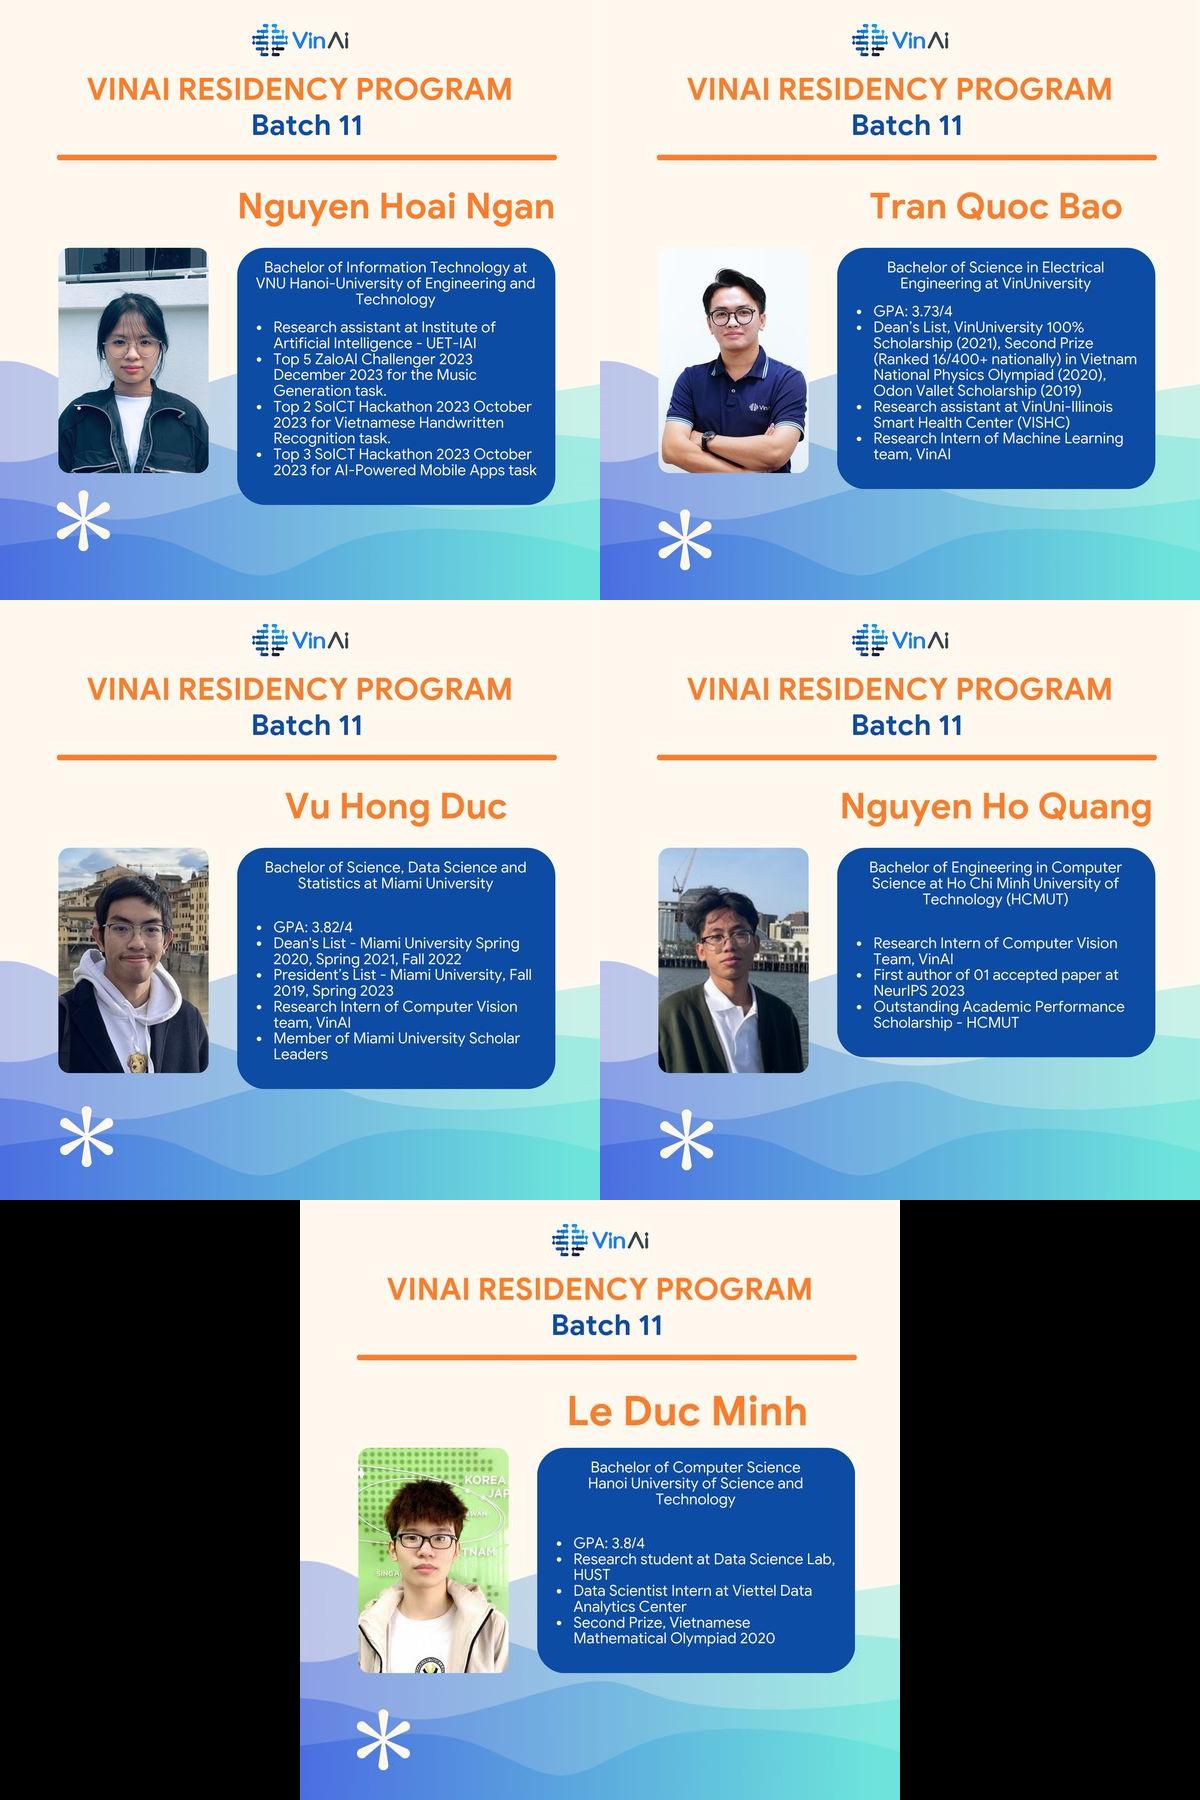 VinAi
VINAI RESIDENCY PROGRAM
Batch 11
Nguyen Hoai Ngan
Bachelor of Information Technology at
VNU Hanoi-University of Engineering and
Technology
• Research assistant at Institute of
Artificial Intelligence - UET-IAI
• Top 5 ZaloAI Challenger 2023
December 2023 for the Music
Generation task.
• Top 2 SoICT Hackathon 2023 October
2023 for Vietnamese Handwritten
Recognition task.
• Top 3 SoICT Hackathon 2023 October
2023 for AI-Powered Mobile Apps task
VinAi
VINAI RESIDENCY PROGRAM
Batch 11
Tran Quoc Bao
Bachelor of Science in Electrical
Engineering at VinUniversity
• GPA: 3.73/4
• Dean's List, VinUniversity 100%
Scholarship (2021), Second Prize
(Ranked 16/400+ nationally) in Vietnam
National Physics Olympiad (2020),
Odon Vallet Scholarship (2019)
• Research assistant at VinUni-Illinois
Smart Health Center (VISHC)
• Research Intern of Machine Learning
team, VinAI
VinAi
VINAI RESIDENCY PROGRAM
Batch 11
Vu Hong Duc
Bachelor of Science, Data Science and
Statistics at Miami University
• GPA: 3.82/4
• Dean's List - Miami University Spring
2020, Spring 2021, Fall 2022
• President's List - Miami University, Fall
2019, Spring 2023
• Research Intern of Computer Vision
team, VinAI
• Member of Miami University Scholar
Leaders
VinAi
VINAI RESIDENCY PROGRAM
Batch 11
Nguyen Ho Quang
Bachelor of Engineering in Computer
Science at Ho Chi Minh University of
Technology (HCMUT)
• Research Intern of Computer Vision
Team, VinAI
• First author of 01 accepted paper at
NeurIPS 2023
• Outstanding Academic Performance
Scholarship - HCMUT
VinAi
VINAI RESIDENCY PROGRAM
Batch 11
Le Duc Minh
KOREA
JAP
WAN
TNAM
SINGA
Bachelor of Computer Science
Hanoi University of Science and
Technology
• GPA: 3.8/4
• Research student at Data Science Lab,
HUST
• Data Scientist Intern at Viettel Data
Analytics Center
• Second Prize, Vietnamese
Mathematical Olympiad 2020